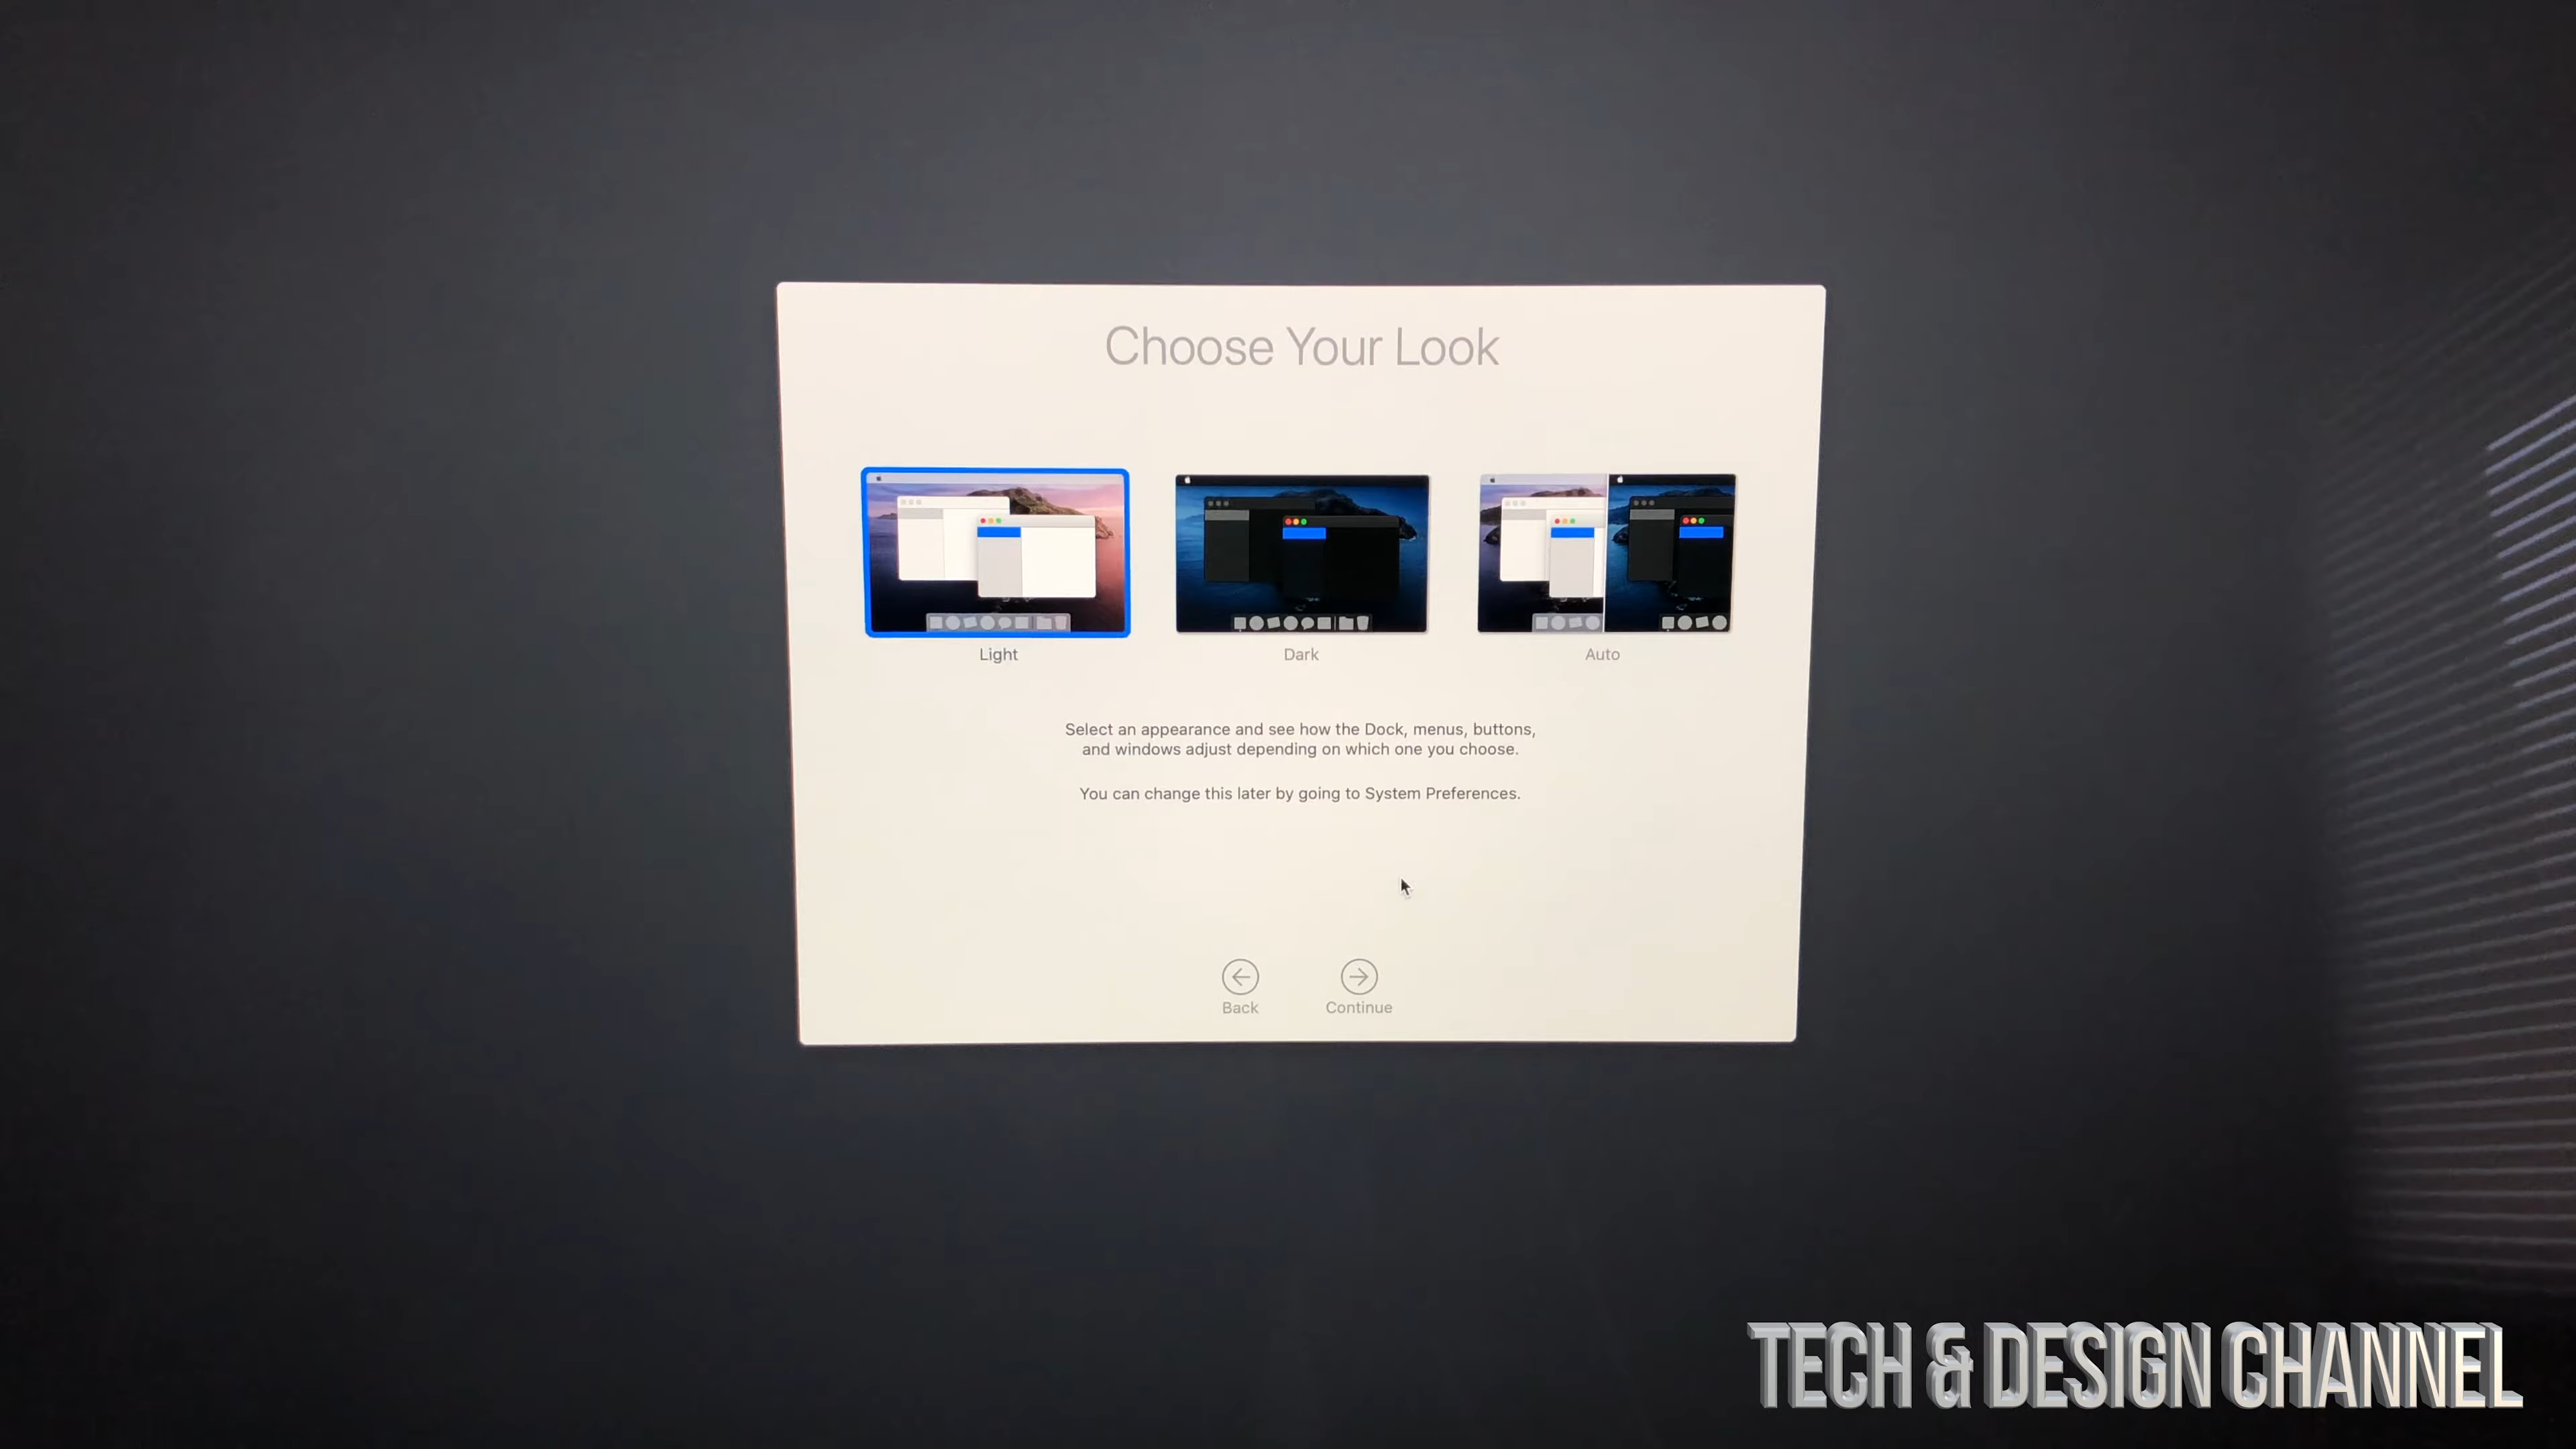 Choose Your Look
Light
Dark
Auto
Select an appearance and see how the Dock, menus, buttons,
and windows adjust depending on which one you choose.
You can change this later by going to System Preferences.
Back
Continue
TECH & DESIGN CHANNEL